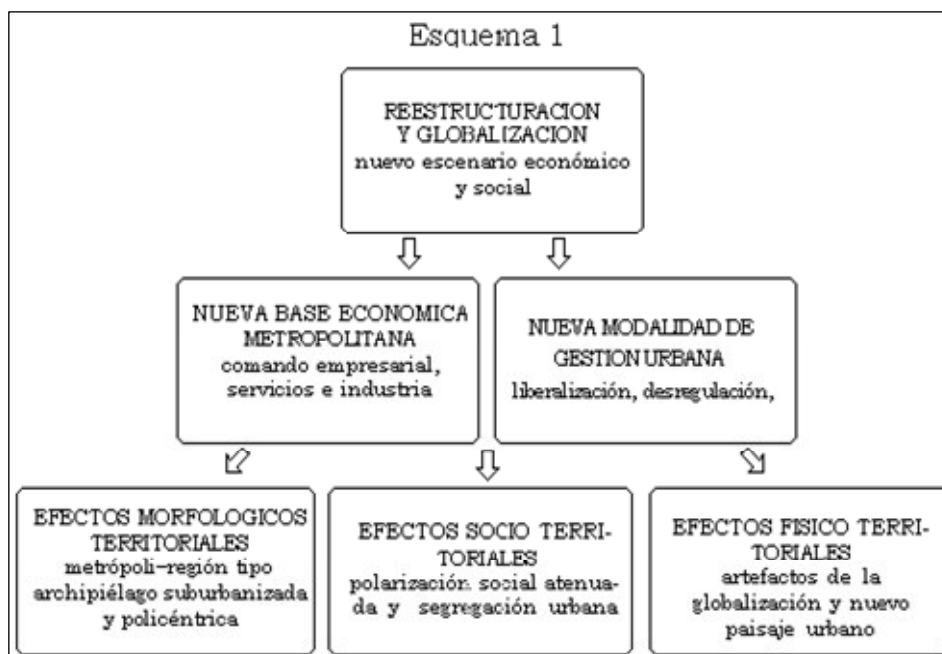 Esquema 1
REESTRUCTURACION
Y GLOBALIZACION
nuevo escenario económico
y social
NUEVA BASE ECONOMICA
METROPOLITANA
comando empresarial,
servicios e industria
NUEVA MODALIDAD DE
GESTION URBANA
liberalización, desregulación,
EFECTOS MORFOLOGICOS
TERRITORIALES
metrópoli-región tipo
archipiélago suburbanizada
y policéntrica
EFECTOS SOCIO TERRI-
TORIALES
polarización social atenua-
da y segregación urbana
EFECTOS FISICO TERRI-
TORIALES
artefactos de la
globalización y nuevo
paisaje urbano